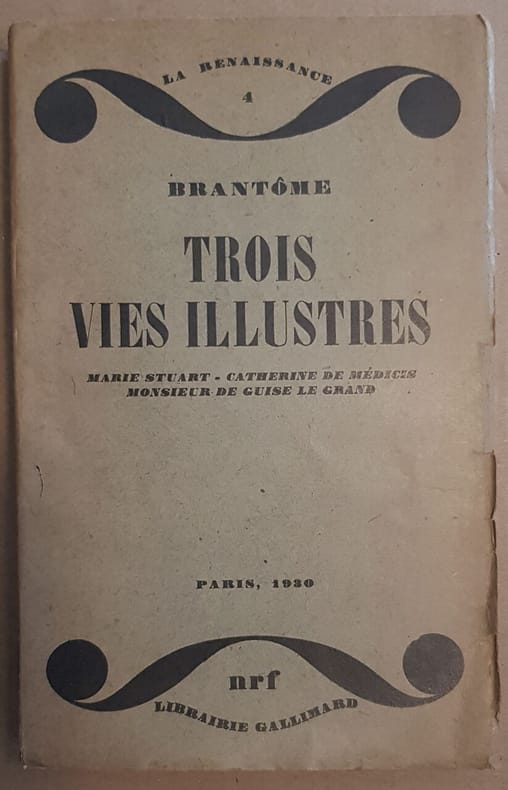 LA RENAISSANCE
4
BRANTÔME
TROIS
VIES ILLUSTRES
MARIE STUART - CATHERINE DE MÉDICIS
MONSIEUR DE GUISE LE GRAND
PARIS, 1930
nrf
LIBRAIRIE GALLIMARD